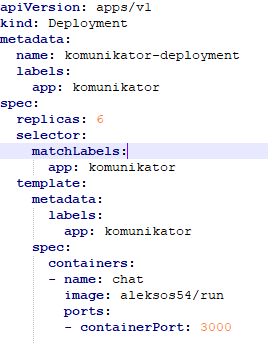 apiVersion: apps/v1
kind: Deployment
metadata:
  name: komunikator-deployment
  labels:
    app: komunikator
spec:
  replicas: 6
  selector:
    matchLabels:
      app: komunikator
  template:
    metadata:
      labels:
        app: komunikator
    spec:
      containers:
      - name: chat
        image: aleksos54/run
        ports:
        - containerPort: 3000